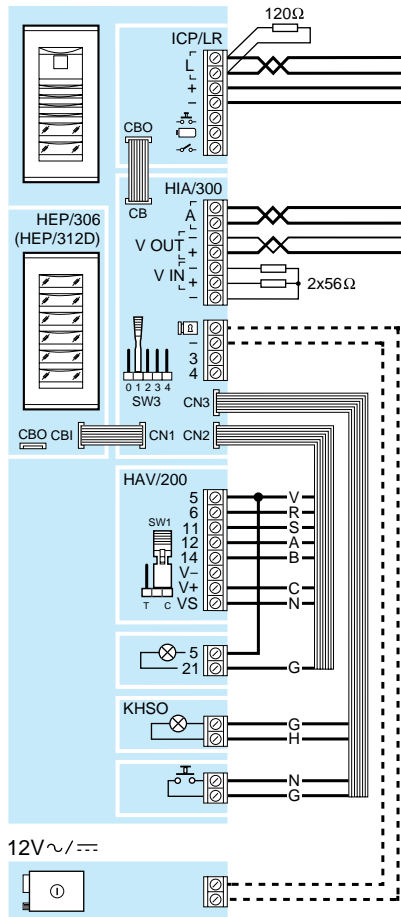 120Ω
ICP/LR
L
+
−
CBO
CB
HIA/300
HEP/306
(HEP/312D)
A
V OUT
−
+
V IN
−
+
−
2x56Ω
−
3
4
0 1 2 3 4
SW3
CN3
CBO CBI CN1 CN2
HAV/200
5 V
6 R
11 S
12 A
14 B
V−
V+ C
VS N
SW1
T C
5
21 G
KHSO
G
H
N
G
12V ~/⎓